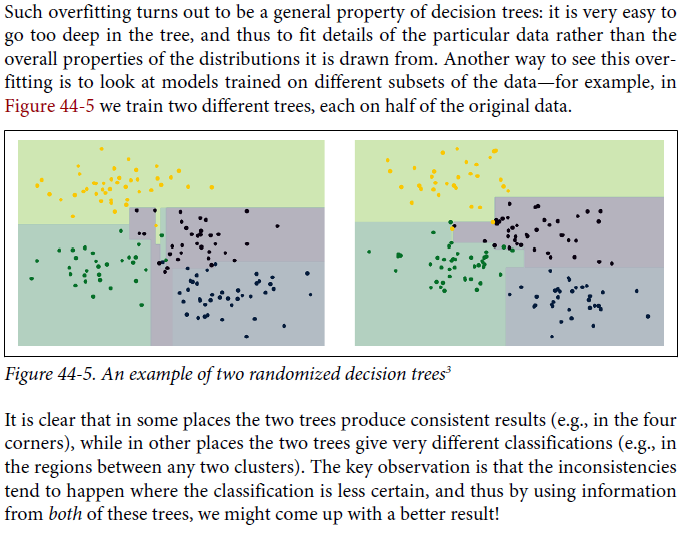 Such overfitting turns out to be a general property of decision trees: it is very easy to
go too deep in the tree, and thus to fit details of the particular data rather than the
overall properties of the distributions it is drawn from. Another way to see this over‐
fitting is to look at models trained on different subsets of the data—for example, in
Figure 44-5 we train two different trees, each on half of the original data.
Figure 44-5. An example of two randomized decision trees³
It is clear that in some places the two trees produce consistent results (e.g., in the four
corners), while in other places the two trees give very different classifications (e.g., in
the regions between any two clusters). The key observation is that the inconsistencies
tend to happen where the classification is less certain, and thus by using information
from both of these trees, we might come up with a better result!